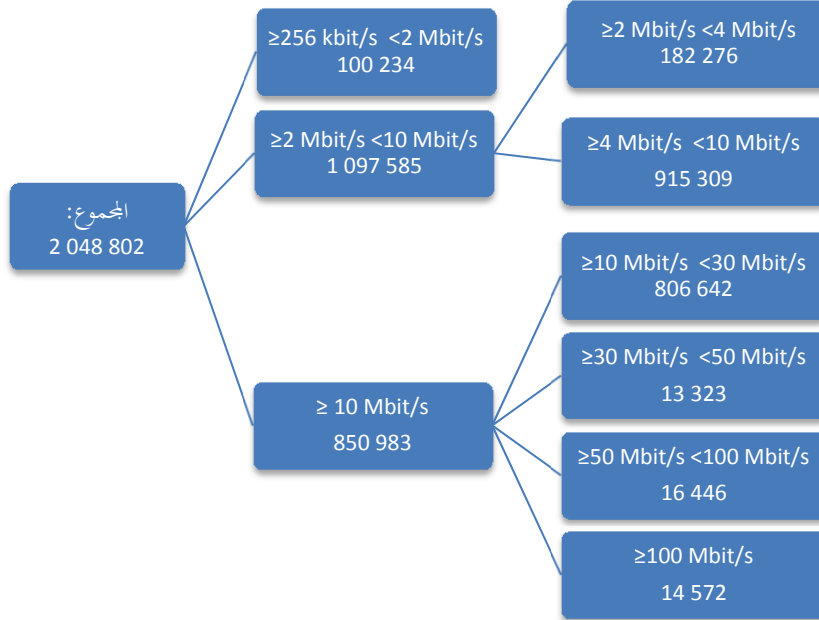 المجموع:
2 048 802
≥256 kbit/s <2 Mbit/s
100 234
≥2 Mbit/s <10 Mbit/s
1 097 585
≥ 10 Mbit/s
850 983
≥2 Mbit/s <4 Mbit/s
182 276
≥4 Mbit/s <10 Mbit/s
915 309
≥10 Mbit/s <30 Mbit/s
806 642
≥30 Mbit/s <50 Mbit/s
13 323
≥50 Mbit/s <100 Mbit/s
16 446
≥100 Mbit/s
14 572